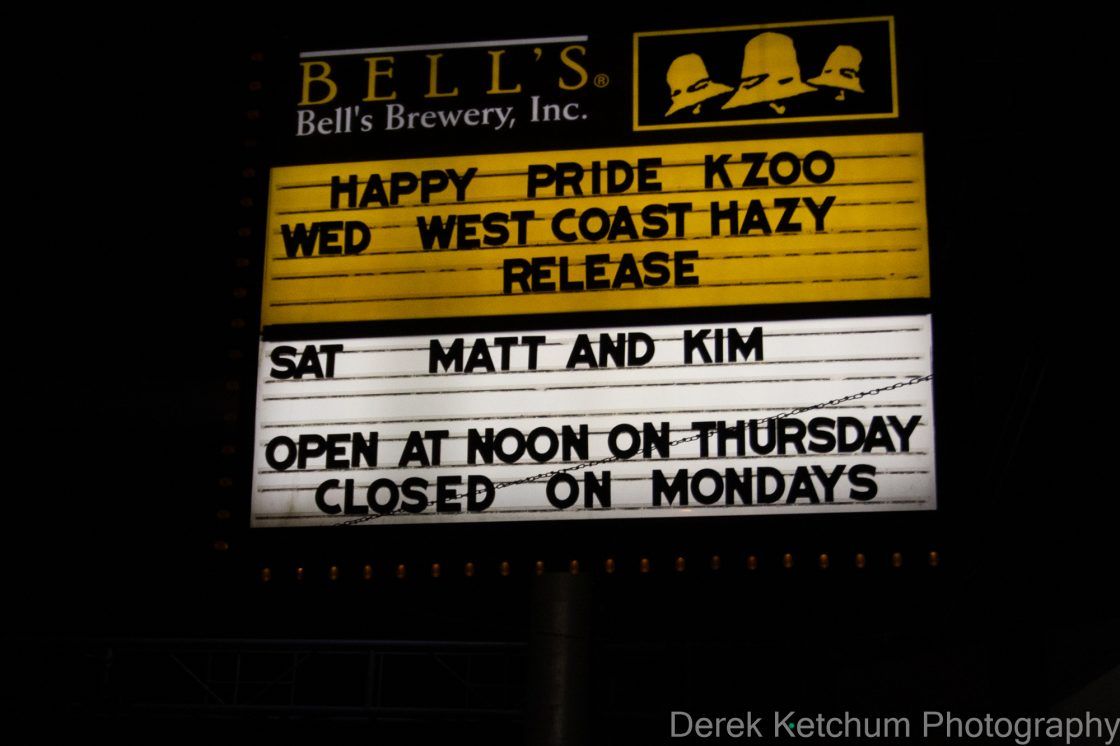 BELL'S®
Bell's Brewery, Inc.
HAPPY PRIDE KZOO
WED WEST COAST HAZY
RELEASE
SAT MATT AND KIM
OPEN AT NOON ON THURSDAY
CLOSED ON MONDAYS
Derek Ketchum Photography